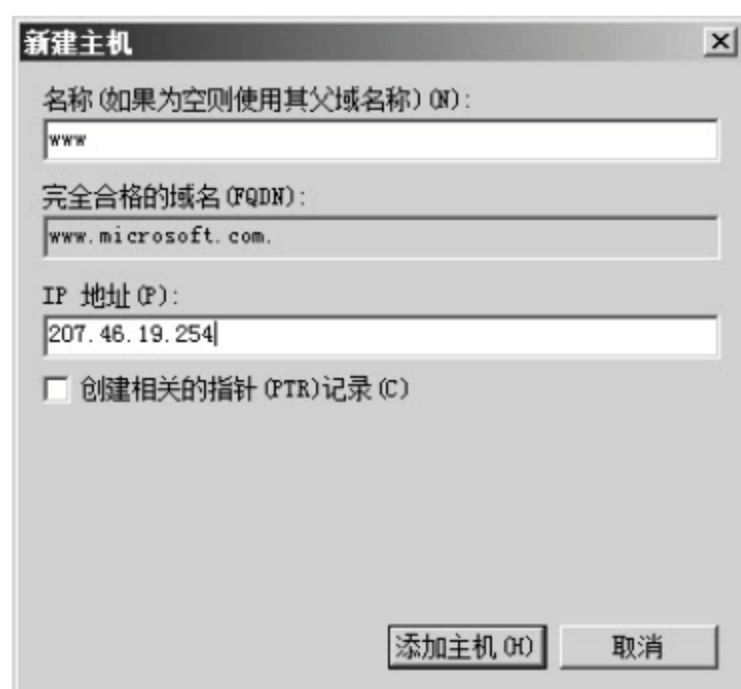 新建主机
名称(如果为空则使用其父域名称)(N):
www
完全合格的域名(FQDN):
www.microsoft.com.
IP 地址(P):
207.46.19.254
创建相关的指针(PTR)记录(C)
添加主机(H) 取消